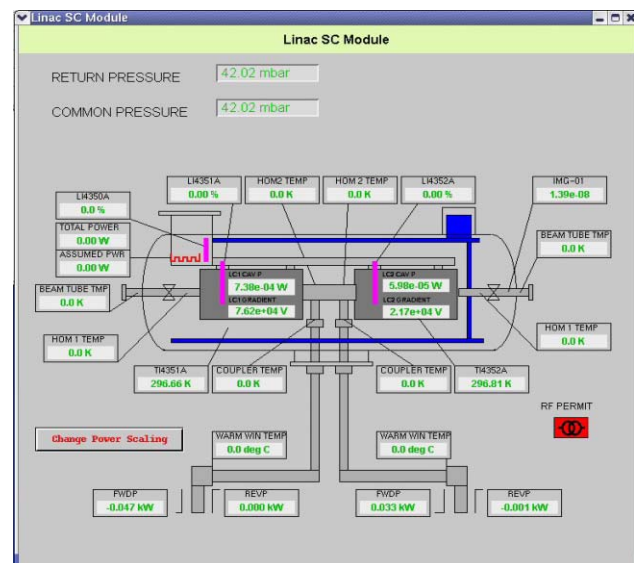 Linac SC Module
Linac SC Module
RETURN PRESSURE 42.02 mbar
COMMON PRESSURE 42.02 mbar
LI4351A HOM2 TEMP HOM 2 TEMP LI4352A IMG-01
0.00 % 0.0 K 0.0 K 0.00 % 1.39e-08
LI4350A
0.0 %
TOTAL POWER
0.00 W
ASSUMED PWR
0.00 W
BEAM TUBE TMP
0.0 K
BEAM TUBE TMP
0.0 K
LC1 CAV P
7.38e-04 W
LC1 GRADIENT
7.62e+04 V
LC2 CAV P
5.98e-05 W
LC2 GRADIENT
2.17e+04 V
HOM 1 TEMP
0.0 K
HOM 1 TEMP
0.0 K
TI4351A COUPLER TEMP COUPLER TEMP TI4352A
296.66 K 0.0 K 0.0 K 296.81 K
RF PERMIT
Change Power Scaling
WARM WIN TEMP WARM WIN TEMP
0.0 deg C 0.0 deg C
FWDP REVP FWDP REVP
-0.047 kW 0.000 kW 0.033 kW -0.001 kW